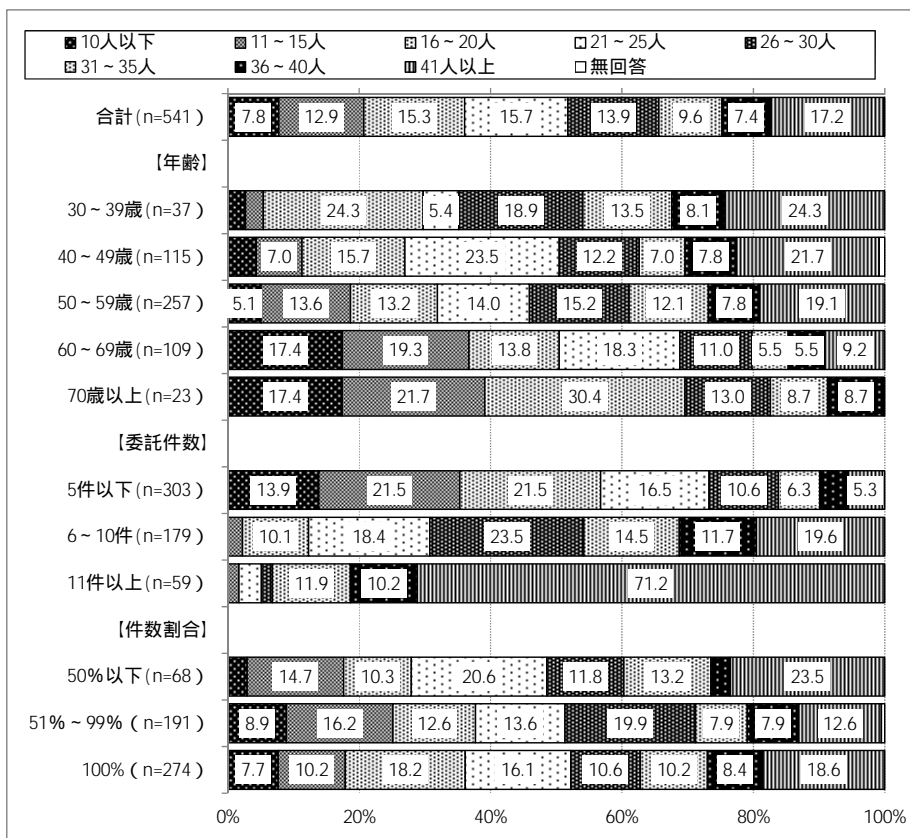 10人以下 11～15人 16～20人 21～25人 26～30人
31～35人 36～40人 41人以上 無回答
合計(n=541) 7.8 12.9 15.3 15.7 13.9 9.6 7.4 17.2
【年齢】
30～39歳(n=37) 24.3 5.4 18.9 13.5 8.1 24.3
40～49歳(n=115) 7.0 15.7 23.5 12.2 7.0 7.8 21.7
50～59歳(n=257) 5.1 13.6 13.2 14.0 15.2 12.1 7.8 19.1
60～69歳(n=109) 17.4 19.3 13.8 18.3 11.0 5.5 5.5 9.2
70歳以上(n=23) 17.4 21.7 30.4 13.0 8.7 8.7
【委託件数】
5件以下(n=303) 13.9 21.5 21.5 16.5 10.6 6.3 5.3
6～10件(n=179) 10.1 18.4 23.5 14.5 11.7 19.6
11件以上(n=59) 11.9 10.2 71.2
【件数割合】
50%以下(n=68) 14.7 10.3 20.6 11.8 13.2 23.5
51%～99%(n=191) 8.9 16.2 12.6 13.6 19.9 7.9 7.9 12.6
100%(n=274) 7.7 10.2 18.2 16.1 10.6 10.2 8.4 18.6
0% 20% 40% 60% 80% 100%